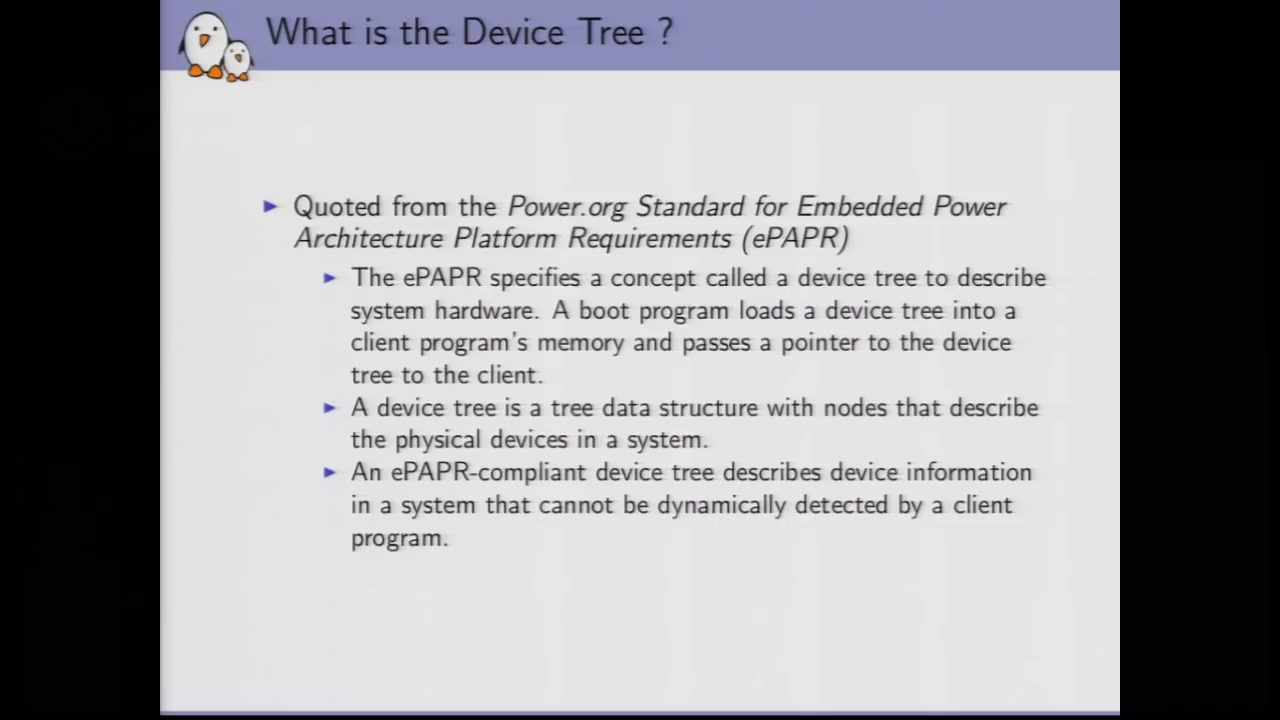 What is the Device Tree ?
Quoted from the Power.org Standard for Embedded Power
Architecture Platform Requirements (ePAPR)
The ePAPR specifies a concept called a device tree to describe
system hardware. A boot program loads a device tree into a
client program's memory and passes a pointer to the device
tree to the client.
A device tree is a tree data structure with nodes that describe
the physical devices in a system.
An ePAPR-compliant device tree describes device information
in a system that cannot be dynamically detected by a client
program.